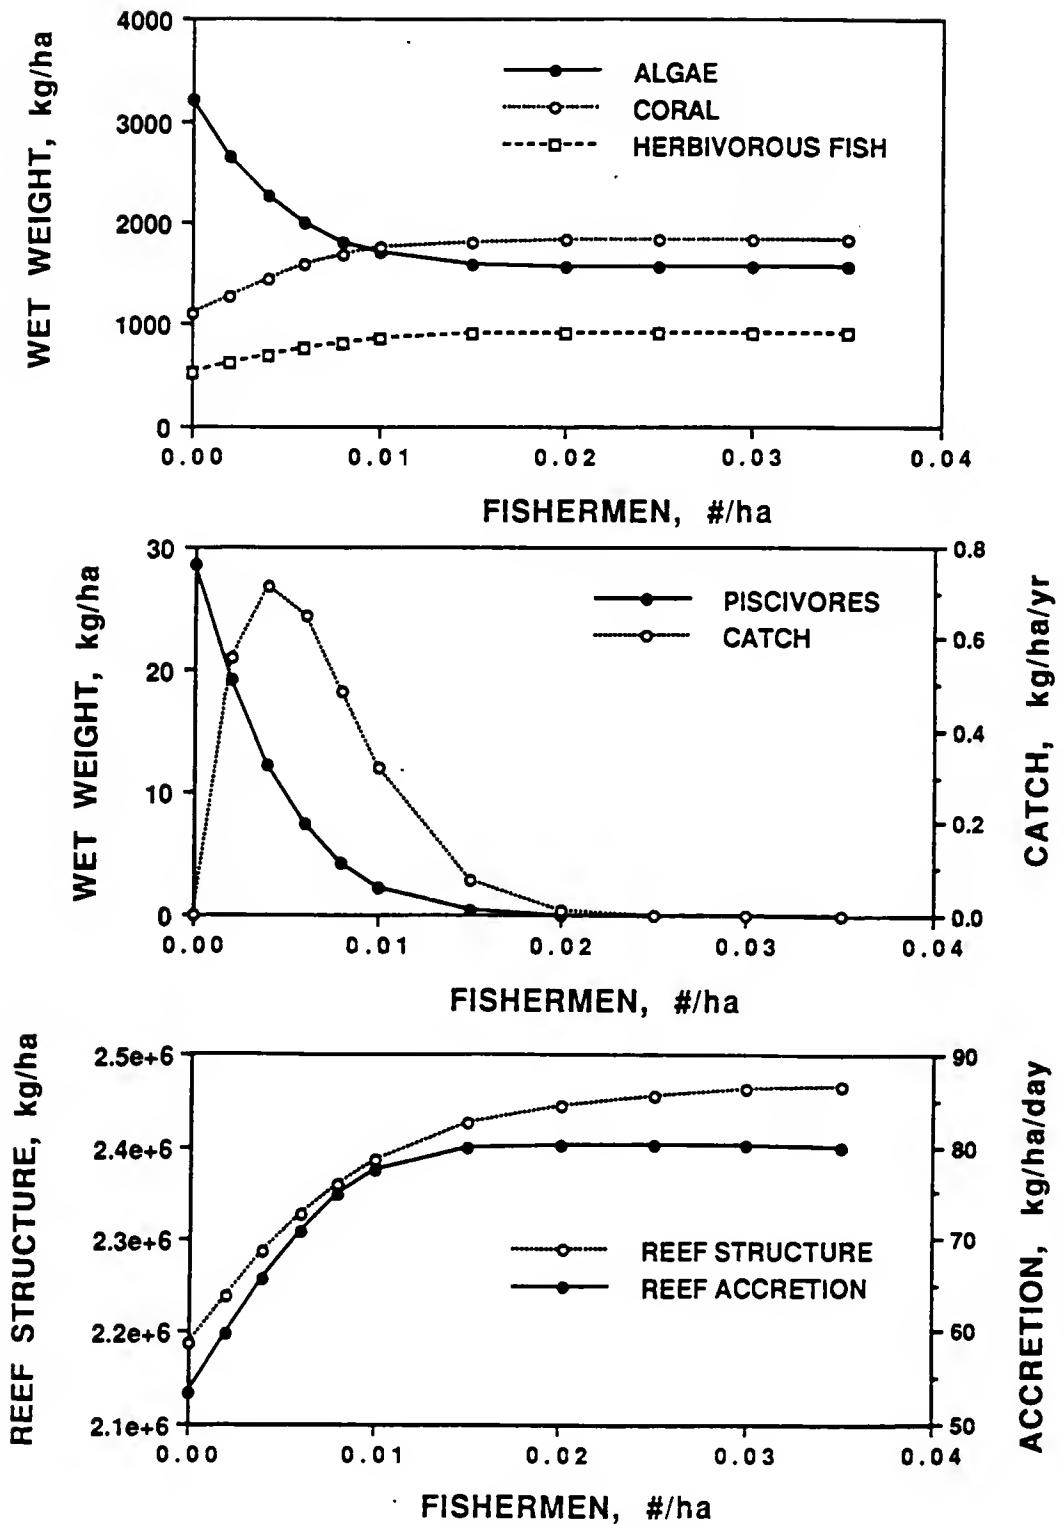 WET WEIGHT, kg/ha
4000
3000
2000
1000
0
ALGAE
CORAL
HERBIVOROUS FISH
0.00 0.01 0.02 0.03 0.04
FISHERMEN, #/ha
WET WEIGHT, kg/ha
30
20
10
0
PISCIVORES
CATCH
0.8
0.6
0.4
0.2
0.0
CATCH, kg/ha/yr
0.00 0.01 0.02 0.03 0.04
FISHERMEN, #/ha
REEF STRUCTURE, kg/ha
2.5e+6
2.4e+6
2.3e+6
2.2e+6
2.1e+6
REEF STRUCTURE
REEF ACCRETION
90
80
70
60
50
ACCRETION, kg/ha/day
0.00 0.01 0.02 0.03 0.04
FISHERMEN, #/ha